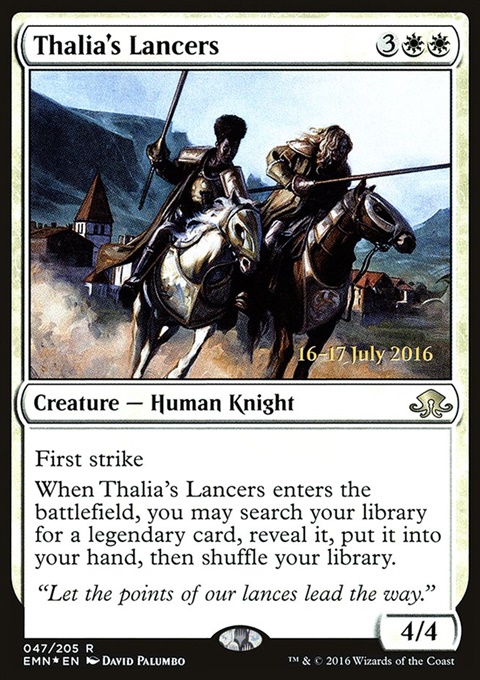 Thalia's Lancers 3
16–17 July 2016
Creature — Human Knight
First strike
When Thalia's Lancers enters the
battlefield, you may search your library
for a legendary card, reveal it, put it into
your hand, then shuffle your library.
“Let the points of our lances lead the way.”
4/4
047/205 R
EMN★EN David Palumbo
™ & © 2016 Wizards of the Coast